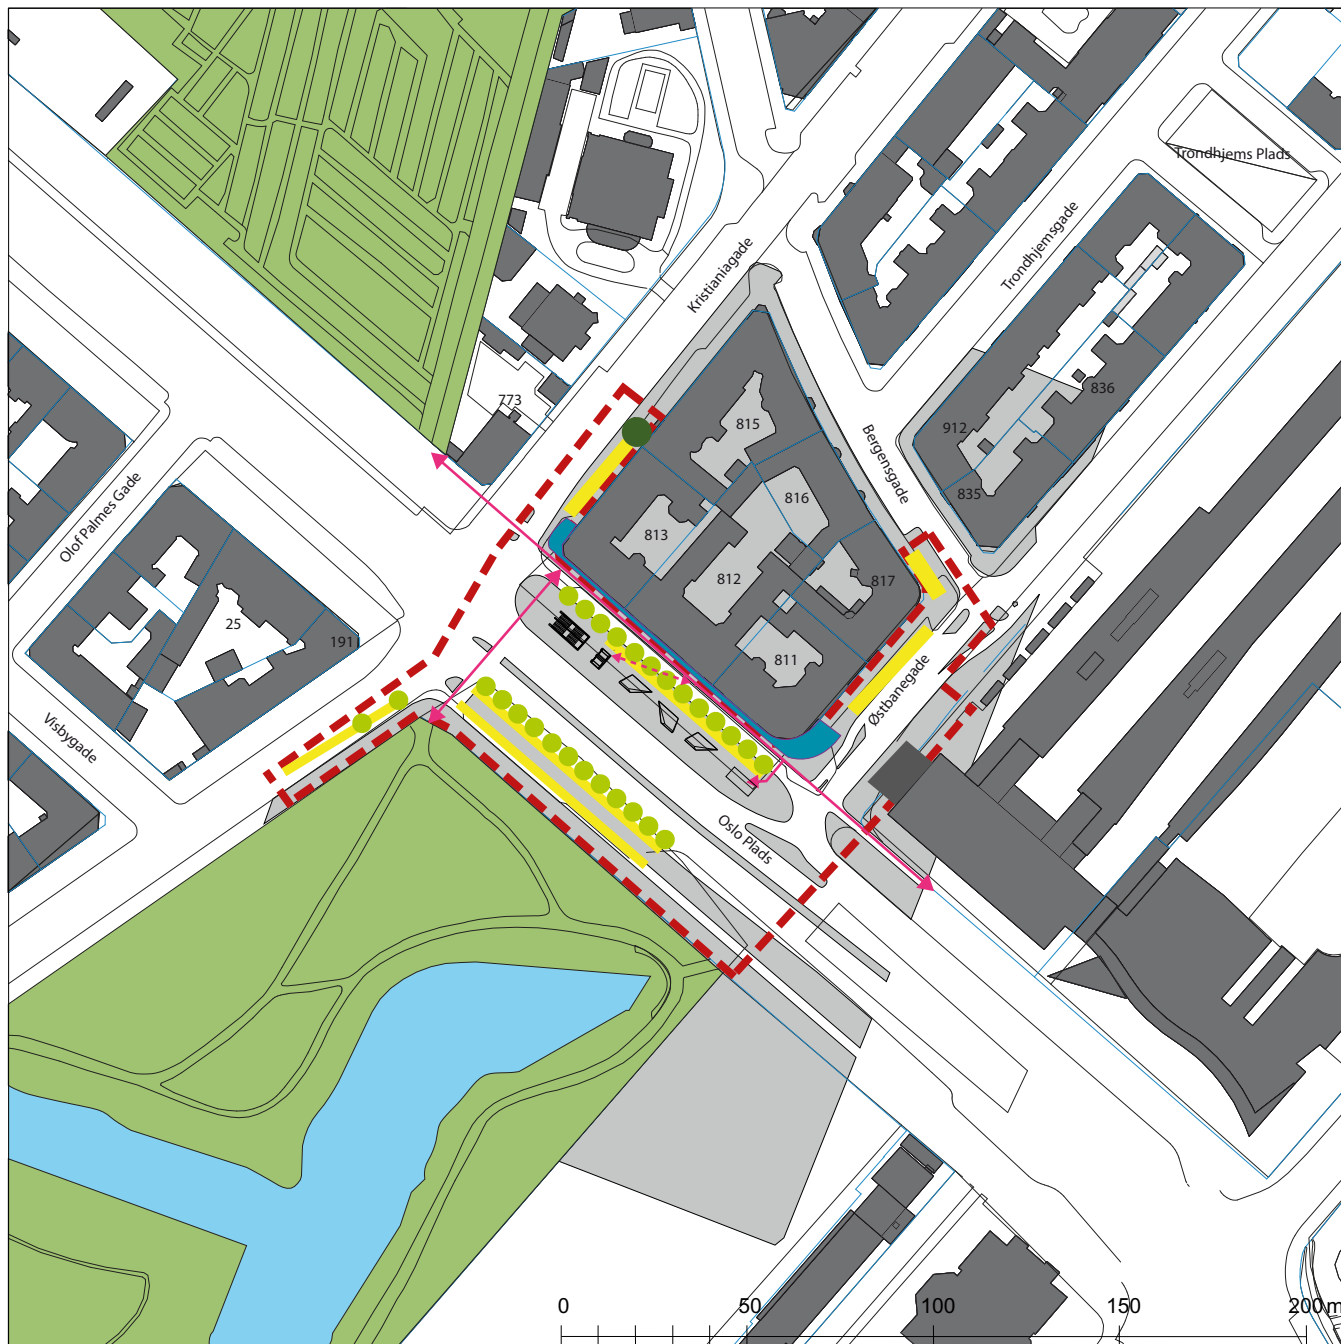 Trondhjems Plads
Trondhjemsgade
Kristianiagade
836
773
815
912
Bergensgade
835
816
Olof Palmes Gade
813
812
817
25
191
811
Østbanegade
Visbygade
Oslo Plads
0 50 100 150 200 m